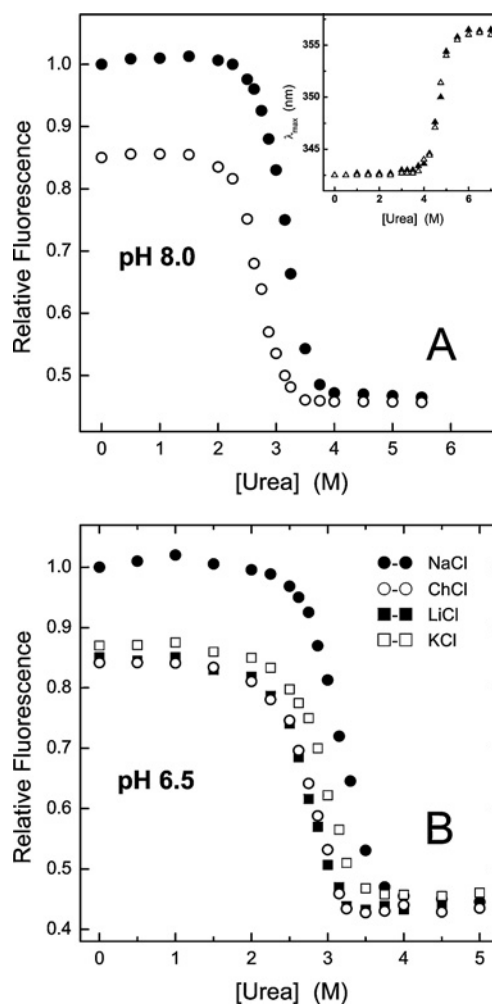 1.0
0.9
0.8
0.7
0.6
0.5
Relative Fluorescence
pH 8.0
A
355
350
345
λmax (nm)
0 2 4 6
[Urea] (M)
0 1 2 3 4 5 6
[Urea] (M)
1.0
0.9
0.8
0.7
0.6
0.5
0.4
Relative Fluorescence
NaCl
ChCl
LiCl
KCl
pH 6.5
B
0 1 2 3 4 5
[Urea] (M)